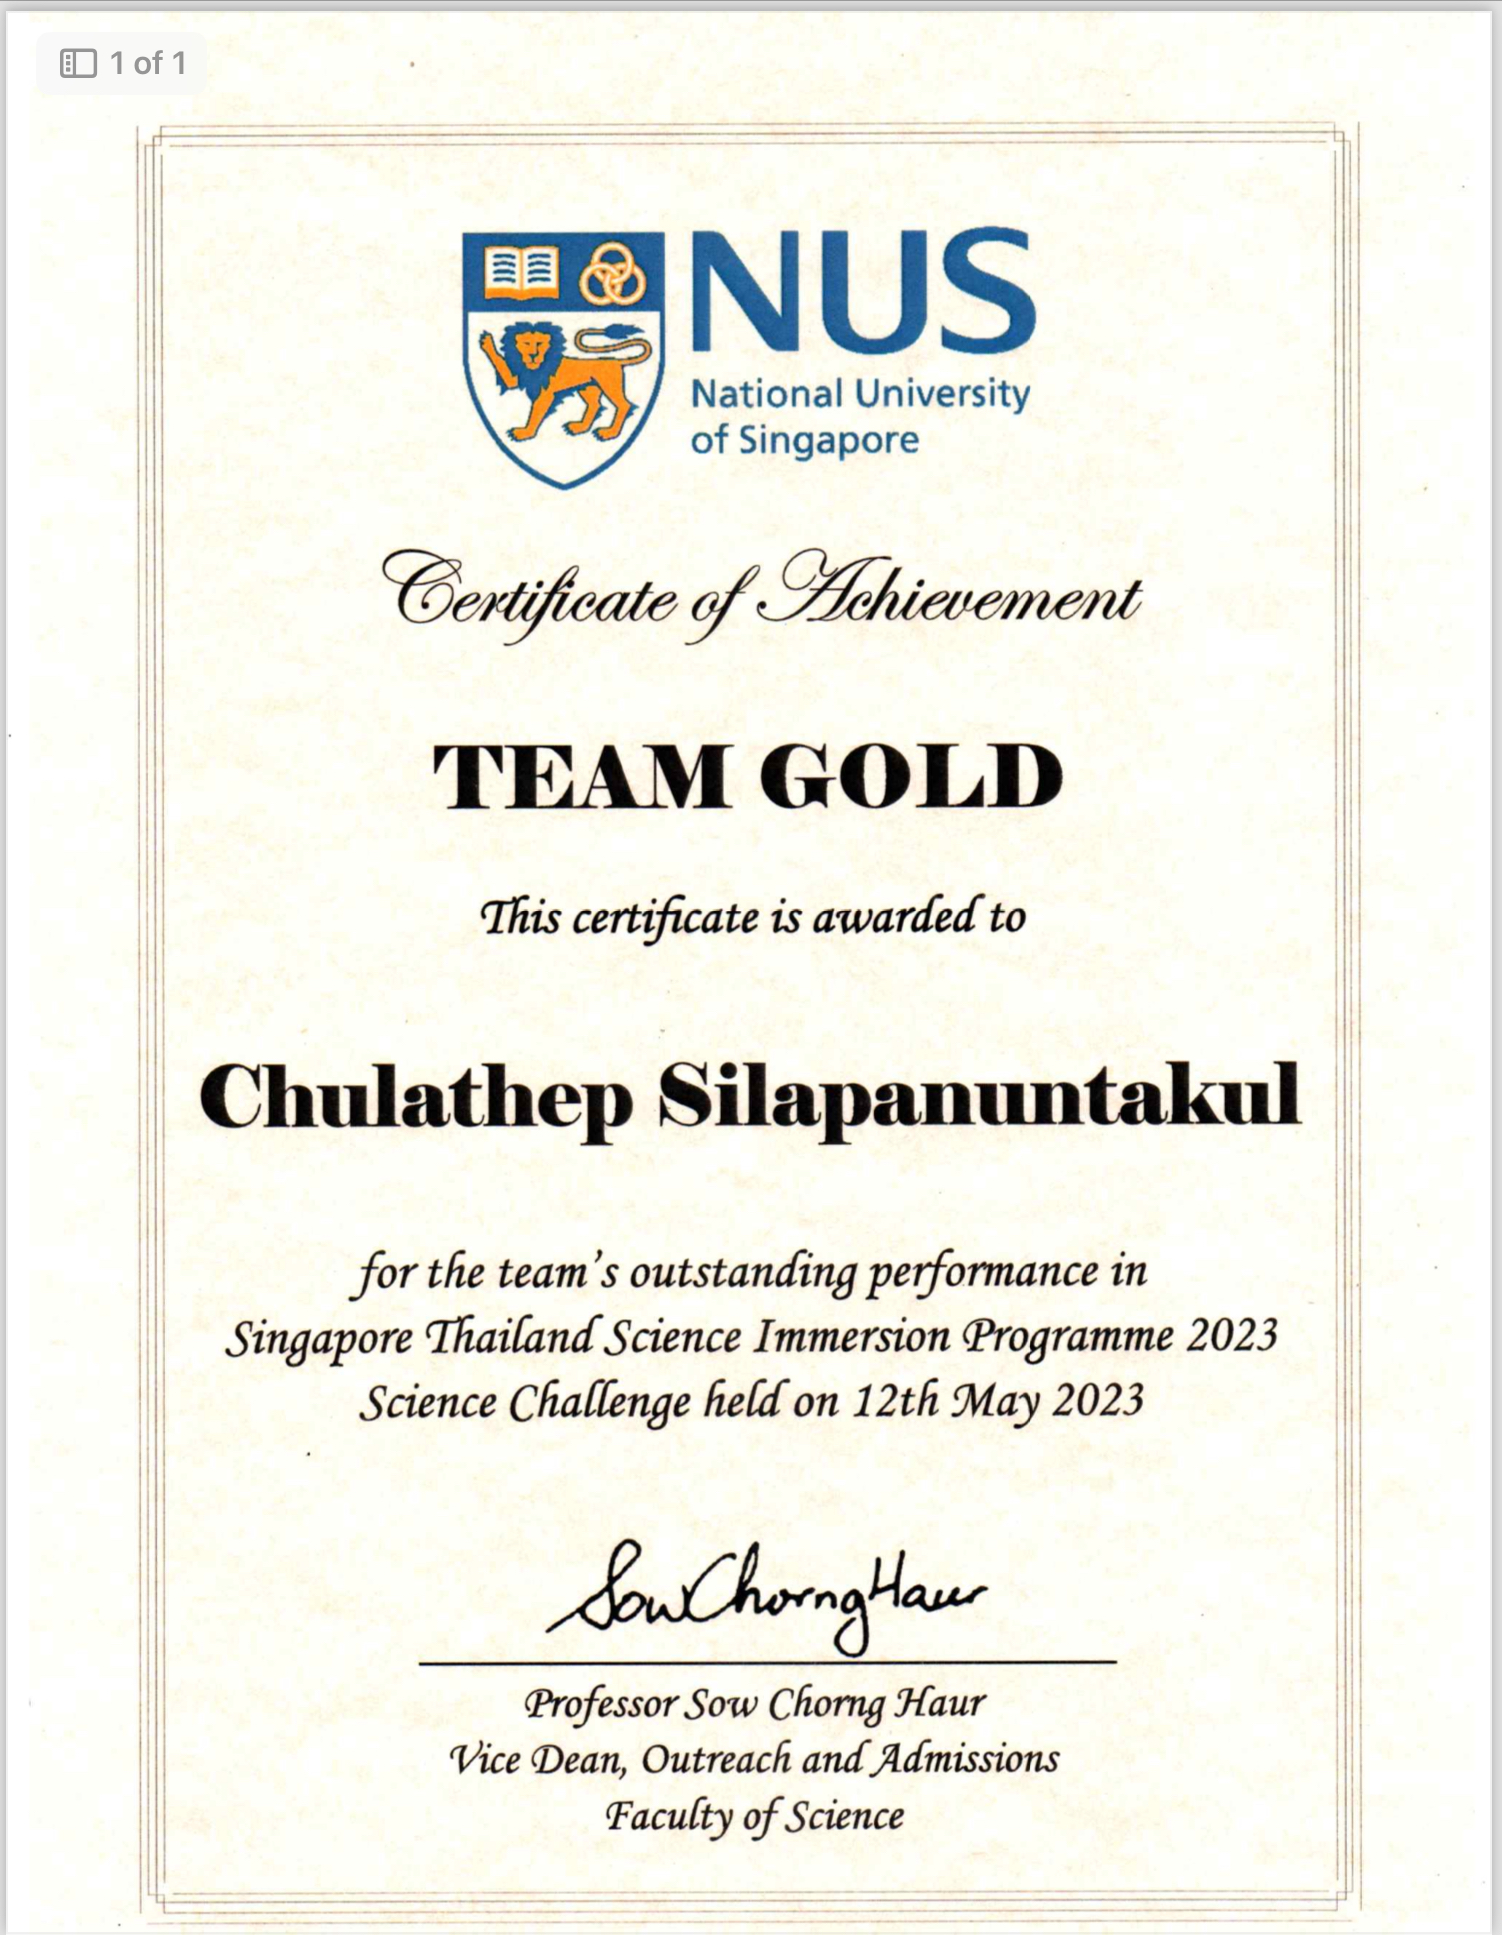 1 of 1
NUS
National University
of Singapore
Certificate of Achievement
TEAM GOLD
This certificate is awarded to
Chulathep Silapanuntakul
for the team's outstanding performance in
Singapore Thailand Science Immersion Programme 2023
Science Challenge held on 12th May 2023
Sow Chorng Haur
Professor Sow Chorng Haur
Vice Dean, Outreach and Admissions
Faculty of Science